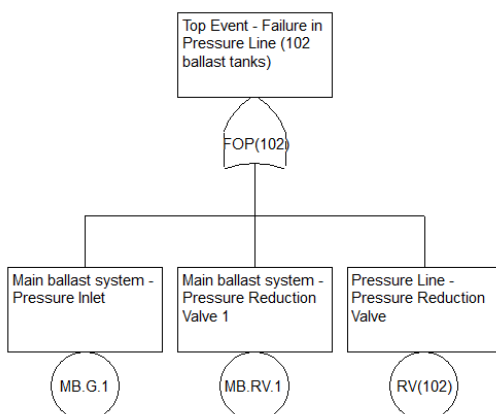 Top Event - Failure in
Pressure Line (102
ballast tanks)
FOP(102)
Main ballast system -
Pressure Inlet
Main ballast system -
Pressure Reduction
Valve 1
Pressure Line -
Pressure Reduction
Valve
MB.G.1
MB.RV.1
RV(102)